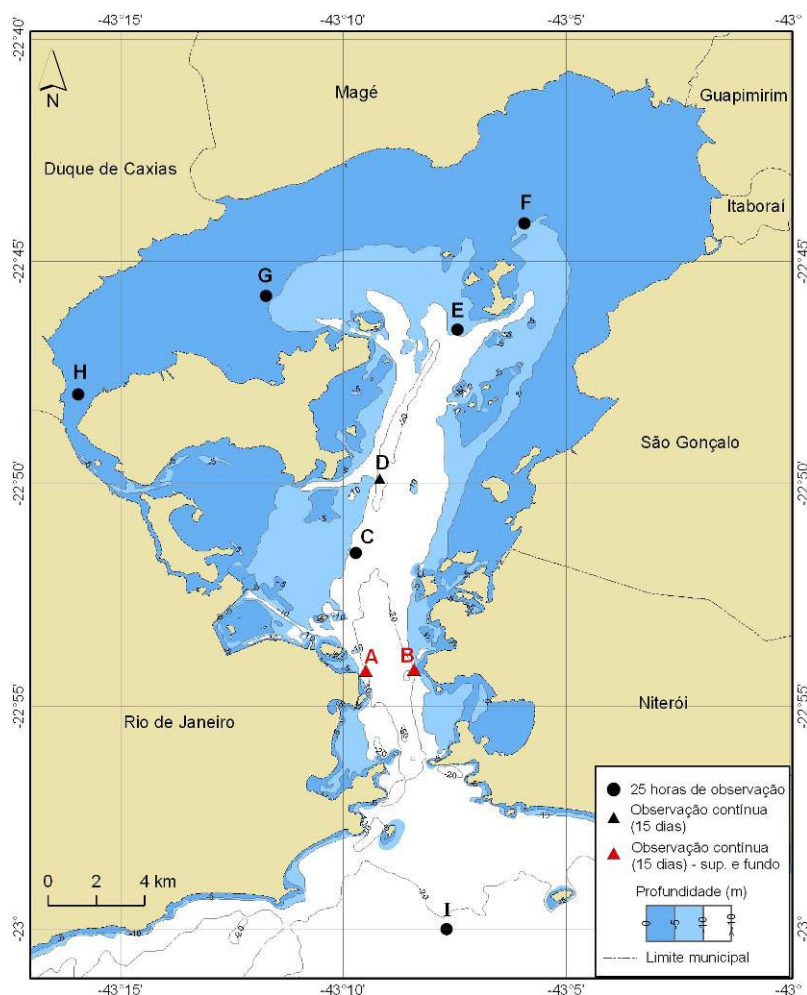 -43°15' -43°10' -43°5' -43°
-22°40'
N
Magé
Guapimirim
Duque de Caxias
Itaboraí
F
-22°45'
G
E
H
São Gonçalo
D
-22°50'
C
A B
-22°55'
Rio de Janeiro
Niterói
25 horas de observação
Observação contínua
(15 dias)
Observação contínua
(15 dias) - sup. e fundo
Profundidade (m)
0 -5 -10 >-10
Limite municipal
0 2 4 km
I
-23°
-43°15' -43°10' -43°5' -43°